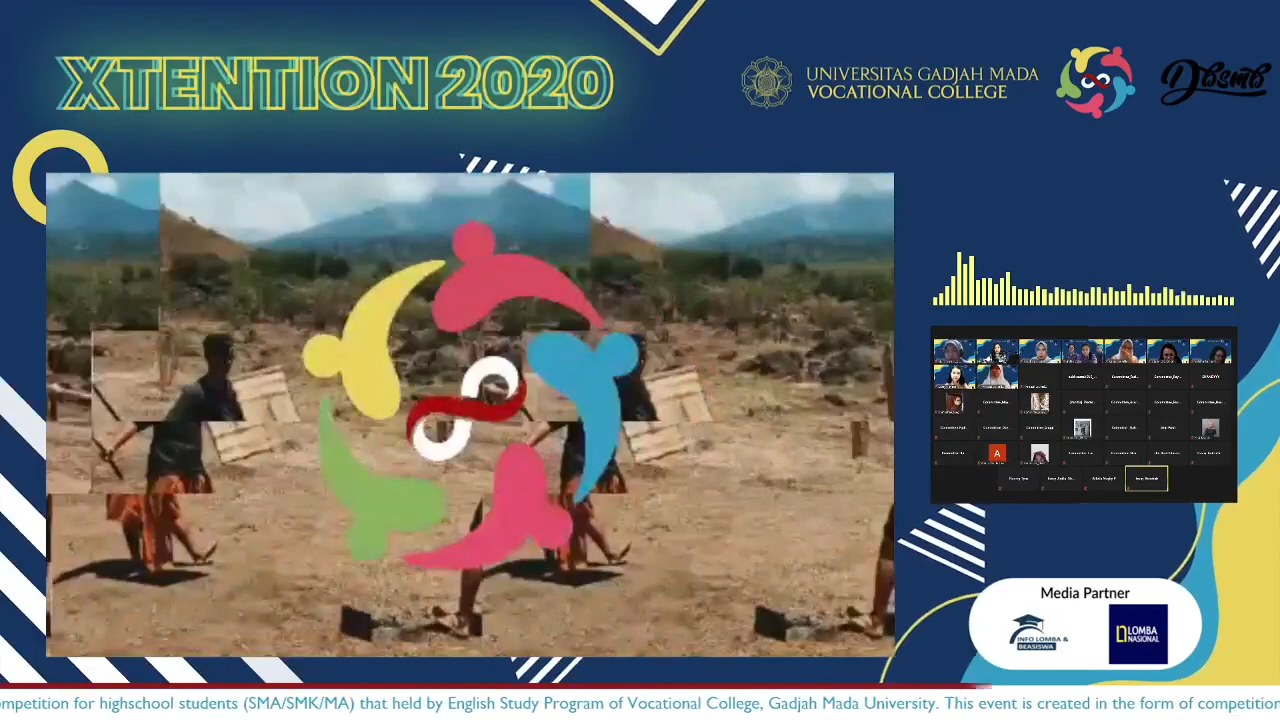 XTENTION 2020
UNIVERSITAS GADJAH MADA
VOCATIONAL COLLEGE
Dbsmb
A
Media Partner
INFO LOMBA &
BEASISWA
LOMBA
NASIONAL
ompetition for highschool students (SMA/SMK/MA) that held by English Study Program of Vocational College, Gadjah Mada University. This event is created in the form of competition